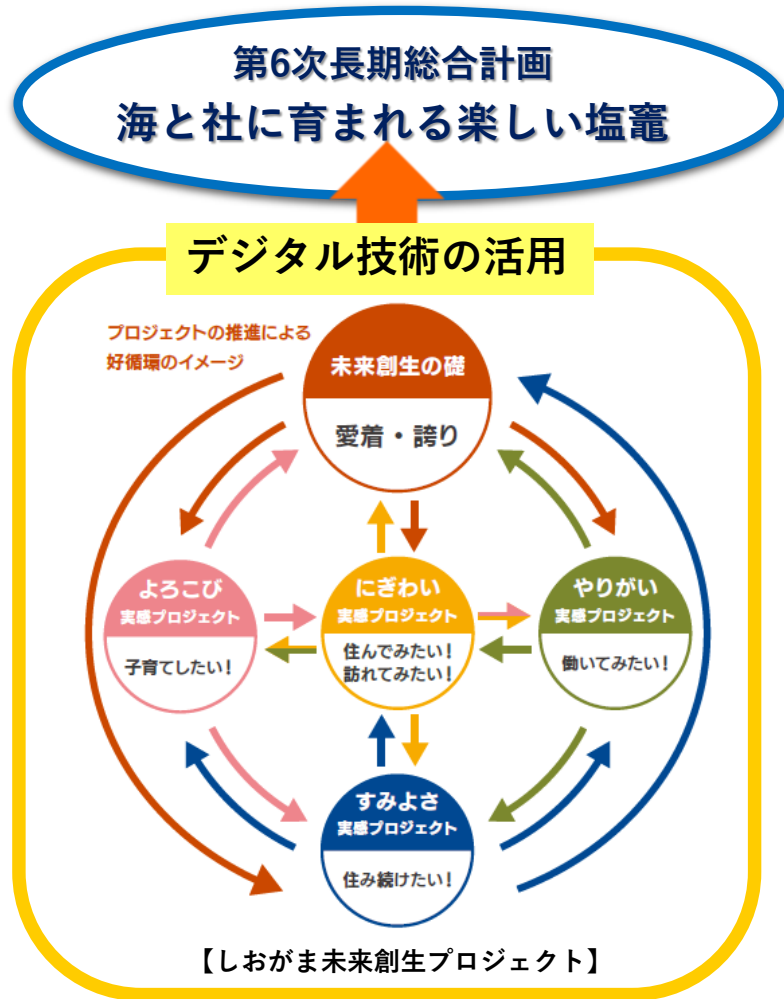 第6次長期総合計画
海と社に育まれる楽しい塩竈
デジタル技術の活用
プロジェクトの推進による
好循環のイメージ
未来創生の礎
愛着・誇り
よろこび
実感プロジェクト
子育てしたい!
にぎわい
実感プロジェクト
住んでみたい!
訪れてみたい!
やりがい
実感プロジェクト
働いてみたい!
すみよさ
実感プロジェクト
住み続けたい!
【しおがま未来創生プロジェクト】